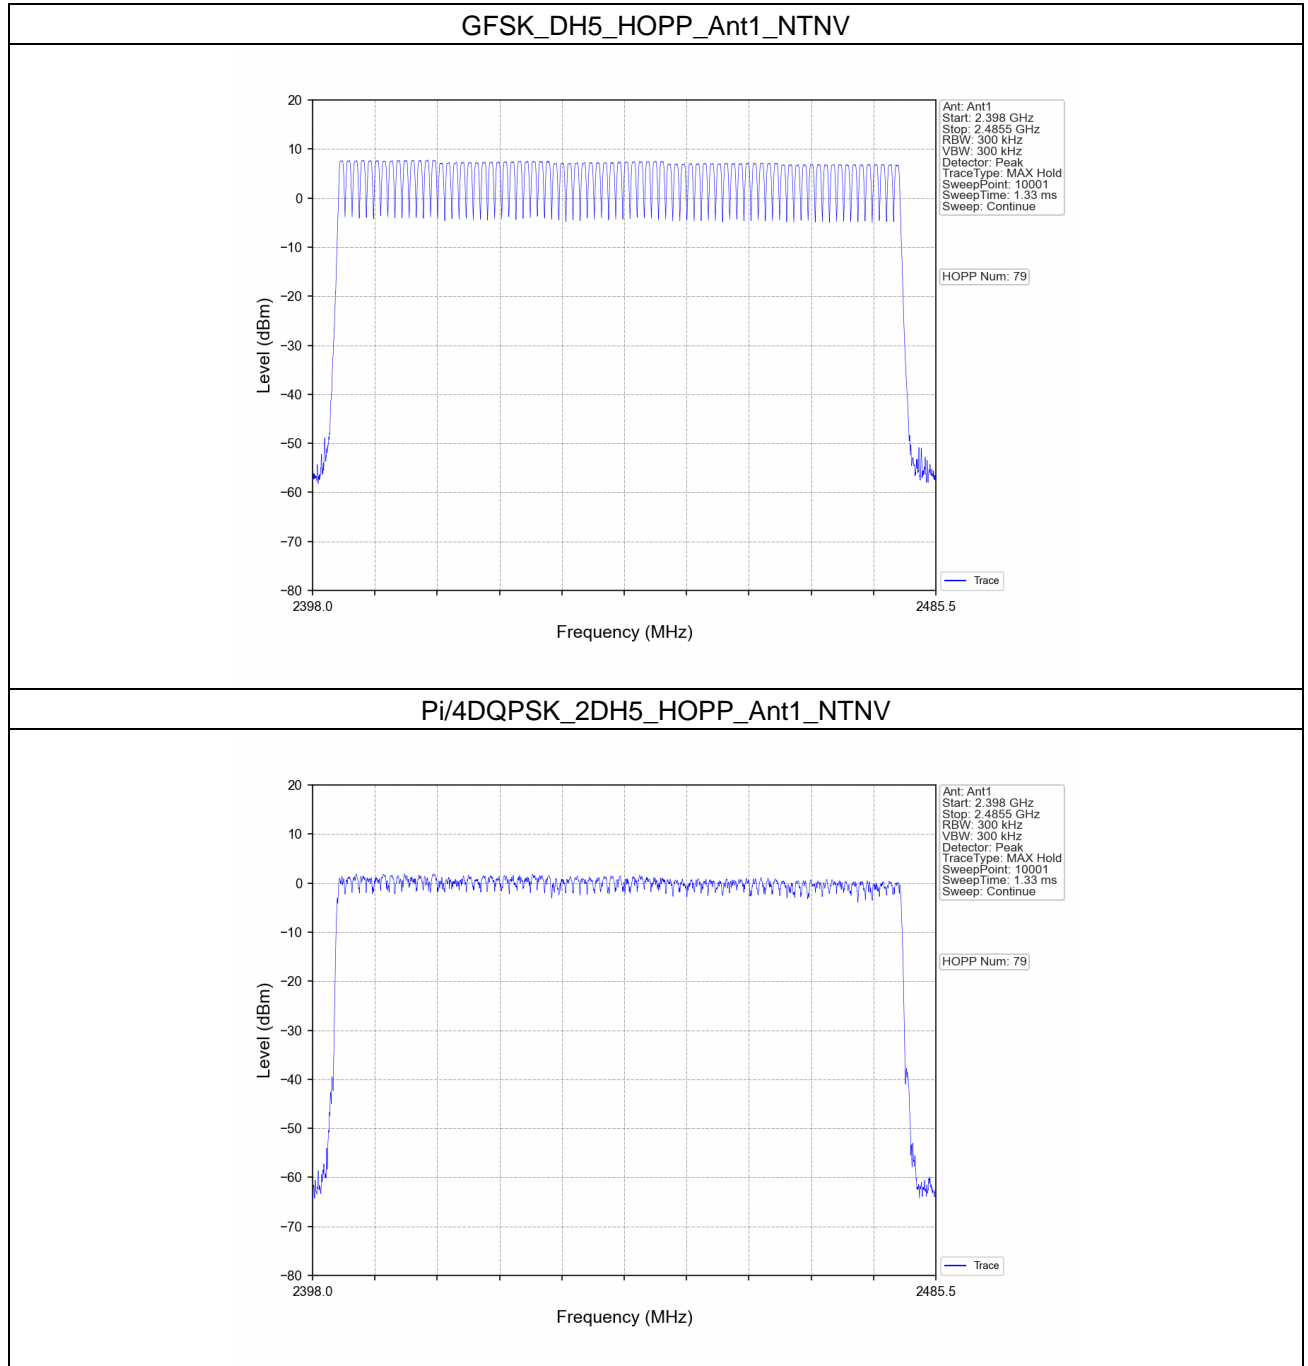 GFSK_DH5_HOPP_Ant1_NTNV
20
10
0
−10
−20
−30
−40
−50
−60
−70
−80
Level (dBm)
2398.0
2485.5
Frequency (MHz)
Ant: Ant1
Start: 2.398 GHz
Stop: 2.4855 GHz
RBW: 300 kHz
VBW: 300 kHz
Detector: Peak
TraceType: MAX Hold
SweepPoint: 10001
SweepTime: 1.33 ms
Sweep: Continue
HOPP Num: 79
Trace
Pi/4DQPSK_2DH5_HOPP_Ant1_NTNV
20
10
0
−10
−20
−30
−40
−50
−60
−70
−80
Level (dBm)
2398.0
2485.5
Frequency (MHz)
Ant: Ant1
Start: 2.398 GHz
Stop: 2.4855 GHz
RBW: 300 kHz
VBW: 300 kHz
Detector: Peak
TraceType: MAX Hold
SweepPoint: 10001
SweepTime: 1.33 ms
Sweep: Continue
HOPP Num: 79
Trace